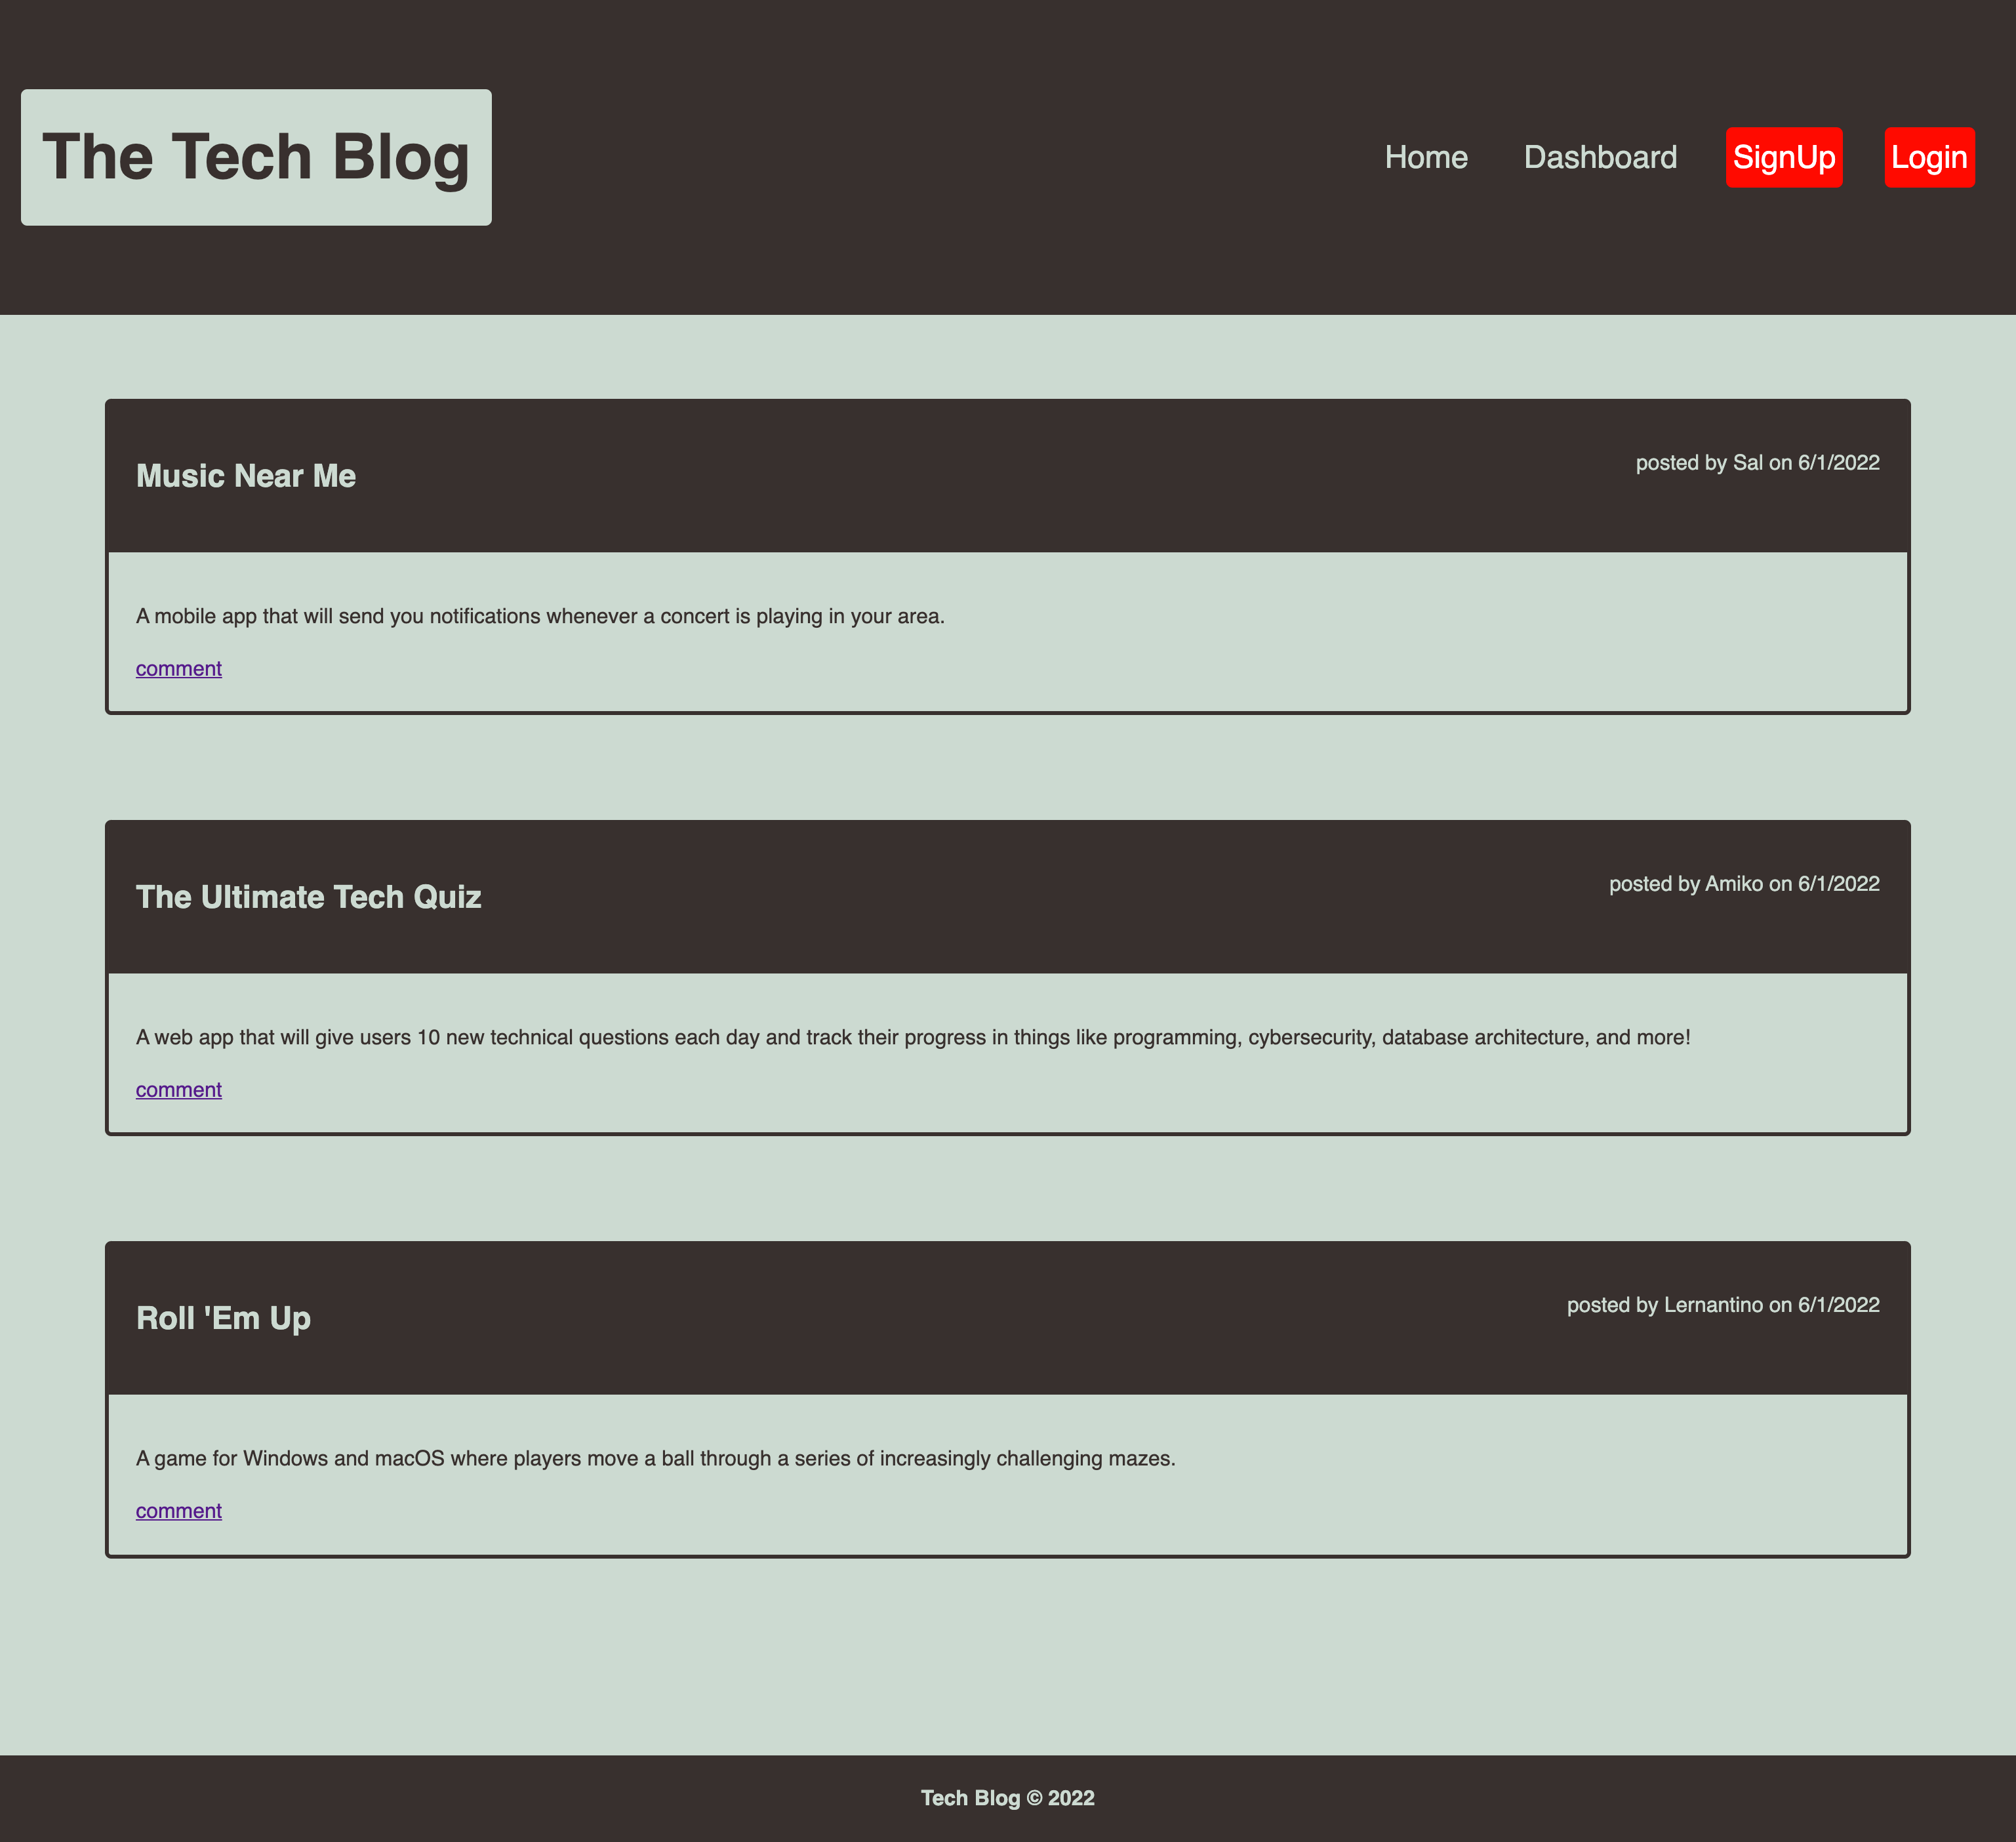 The Tech Blog
Home Dashboard SignUp Login
Music Near Me
posted by Sal on 6/1/2022
A mobile app that will send you notifications whenever a concert is playing in your area.
comment
The Ultimate Tech Quiz
posted by Amiko on 6/1/2022
A web app that will give users 10 new technical questions each day and track their progress in things like programming, cybersecurity, database architecture, and more!
comment
Roll 'Em Up
posted by Lernantino on 6/1/2022
A game for Windows and macOS where players move a ball through a series of increasingly challenging mazes.
comment
Tech Blog © 2022